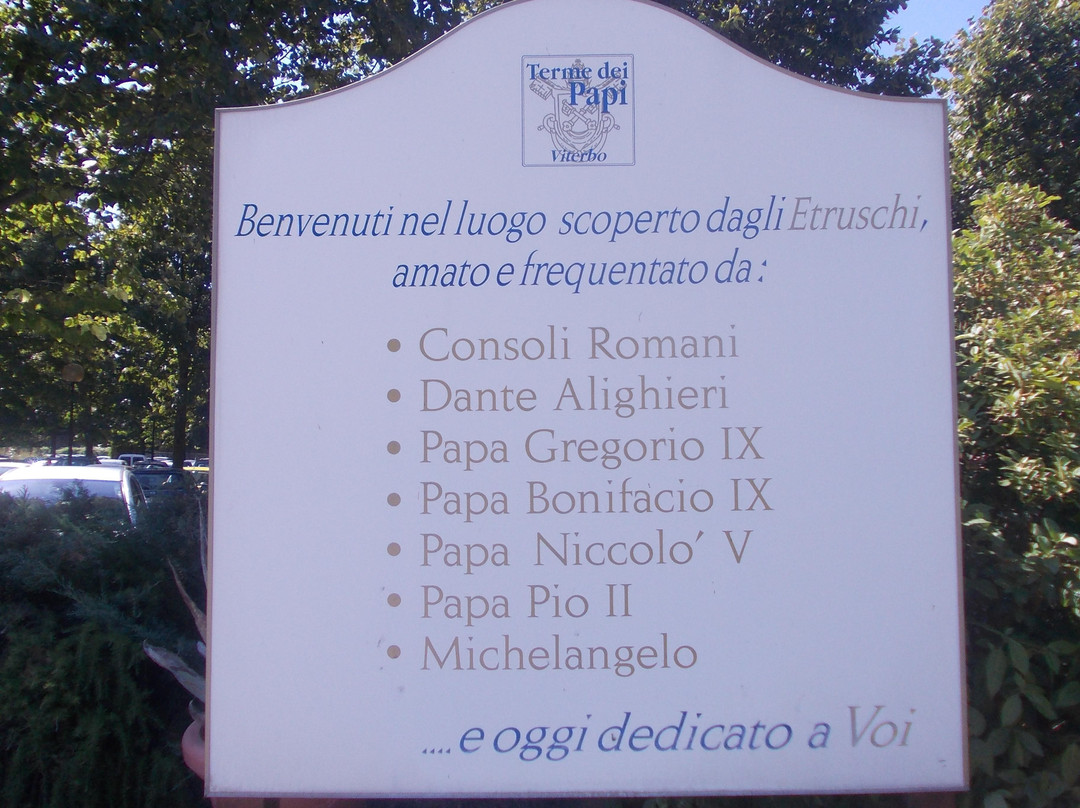 Terme dei
Papi
Viterbo
Benvenuti nel luogo scoperto dagli Etruschi,
amato e frequentato da :
• Consoli Romani
• Dante Alighieri
• Papa Gregorio IX
• Papa Bonifacio IX
• Papa Niccolo' V
• Papa Pio II
• Michelangelo
.... e oggi dedicato a Voi